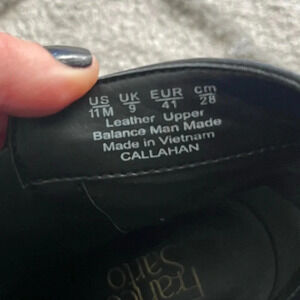 US UK EUR cm
11M 9 41 28
Leather Upper
Balance Man Made
Made in Vietnam
CALLAHAN
Franco
Sarto